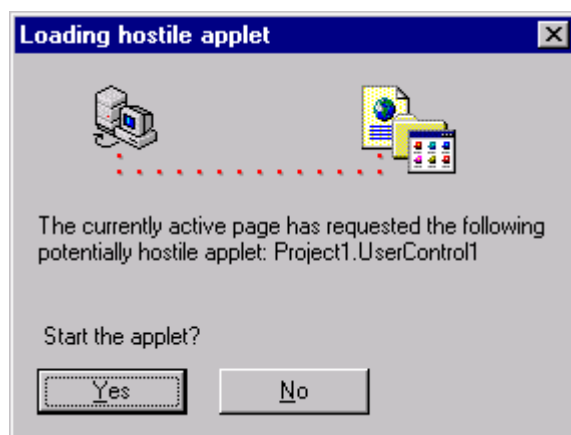 Loading hostile applet
The currently active page has requested the following
potentially hostile applet: Project1.UserControl1
Start the applet?
Yes
No